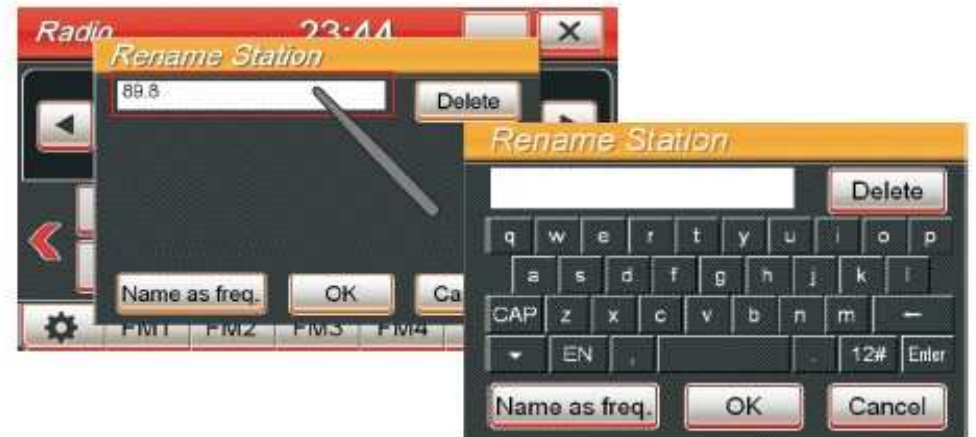 Radio 23:44
Rename Station
89.8
Delete
Name as freq. OK Ca
FM1 FM2 FM3 FM4
Rename Station
Delete
q w e r t y u i o p
a s d f g h j k l
CAP z x c v b n m
EN , . 12# Enter
Name as freq. OK Cancel